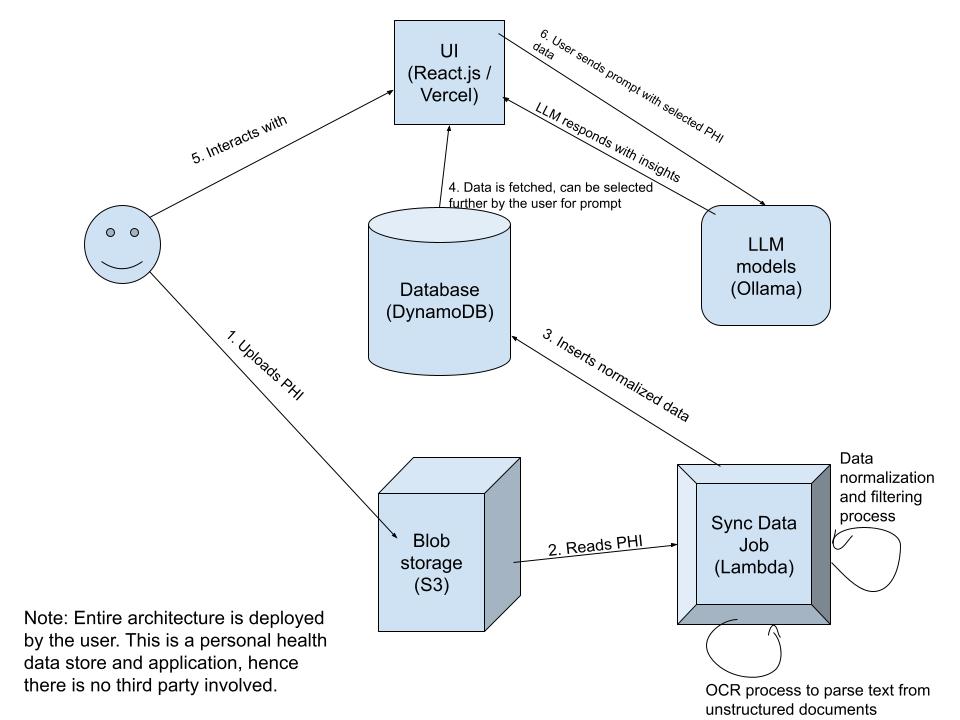 UI
(React.js /
Vercel)
6. User sends prompt with selected PHI
data
LLM responds with insights
5. Interacts with
4. Data is fetched, can be selected
further by the user for prompt
LLM
models
(Ollama)
Database
(DynamoDB)
1. Uploads PHI
3. Inserts normalized data
Data
normalization
and filtering
process
Blob
storage
(S3)
2. Reads PHI
Sync Data
Job
(Lambda)
Note: Entire architecture is deployed
by the user. This is a personal health
data store and application, hence
there is no third party involved.
OCR process to parse text from
unstructured documents